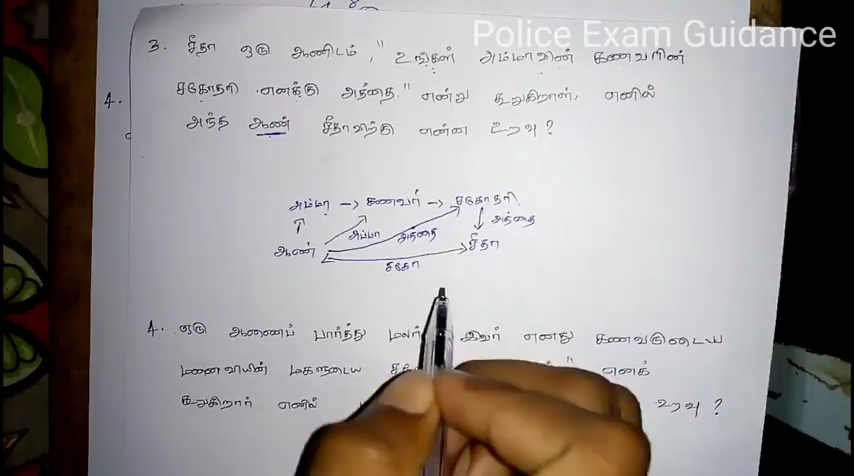 Police Exam Guidance
3. சீதா ஒரு ஆணிடம், "உங்கள் அம்மாவின் கணவரின்
4. சகோதரி எனக்கு அத்தை." என்று கூறுகிறாள், எனில்
அந்த ஆண் சீதாவிற்கு என்ன உறவு?
அம்மா -> கணவர் -> சகோதரி
அப்பா அத்தை அத்தை
ஆண் சீதா
சகோ
4. ஒரு ஆணைப் பார்த்து இவர் எனது கணவருடைய
மனைவியின் மகளுடைய எனக்
கூறுகிறார் எனில் உறவு?